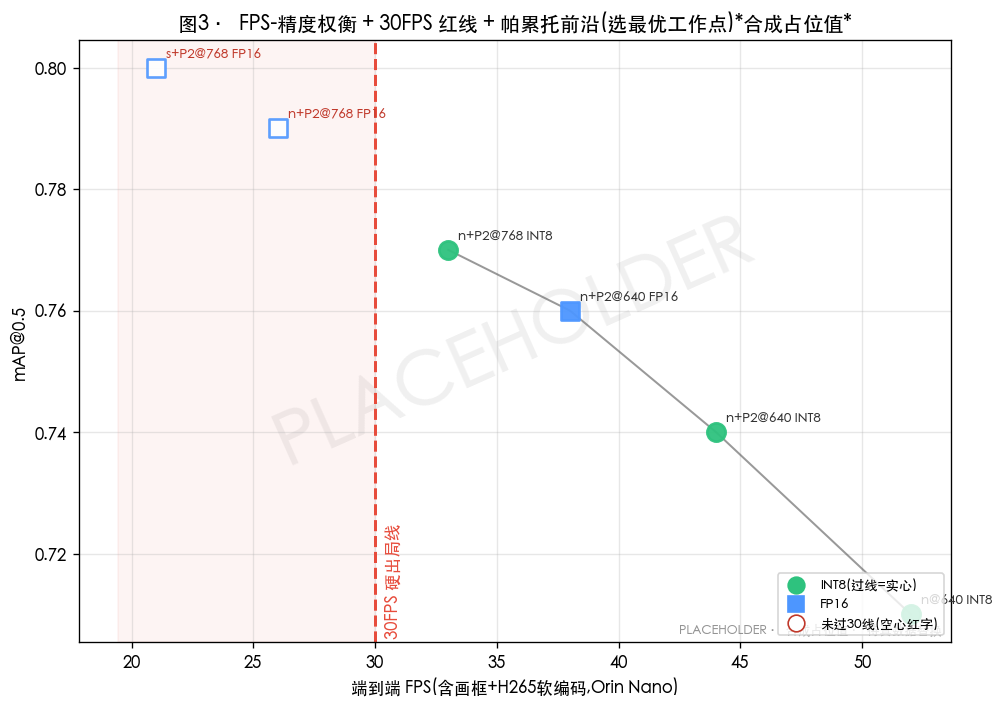 图3 · FPS-精度权衡 + 30FPS 红线 + 帕累托前沿(选最优工作点)*合成占位值*
0.80
0.78
0.76
0.74
0.72
mAP@0.5
s+P2@768 FP16
n+P2@768 FP16
n+P2@768 INT8
n+P2@640 FP16
n+P2@640 INT8
n@640 INT8
PLACEHOLDER
30FPS 硬出局线
INT8(过线=实心)
FP16
未过30线(空心红字)
PLACEHOLDER ·
20
25
30
35
40
45
50
端到端 FPS(含画框+H265软编码,Orin Nano)